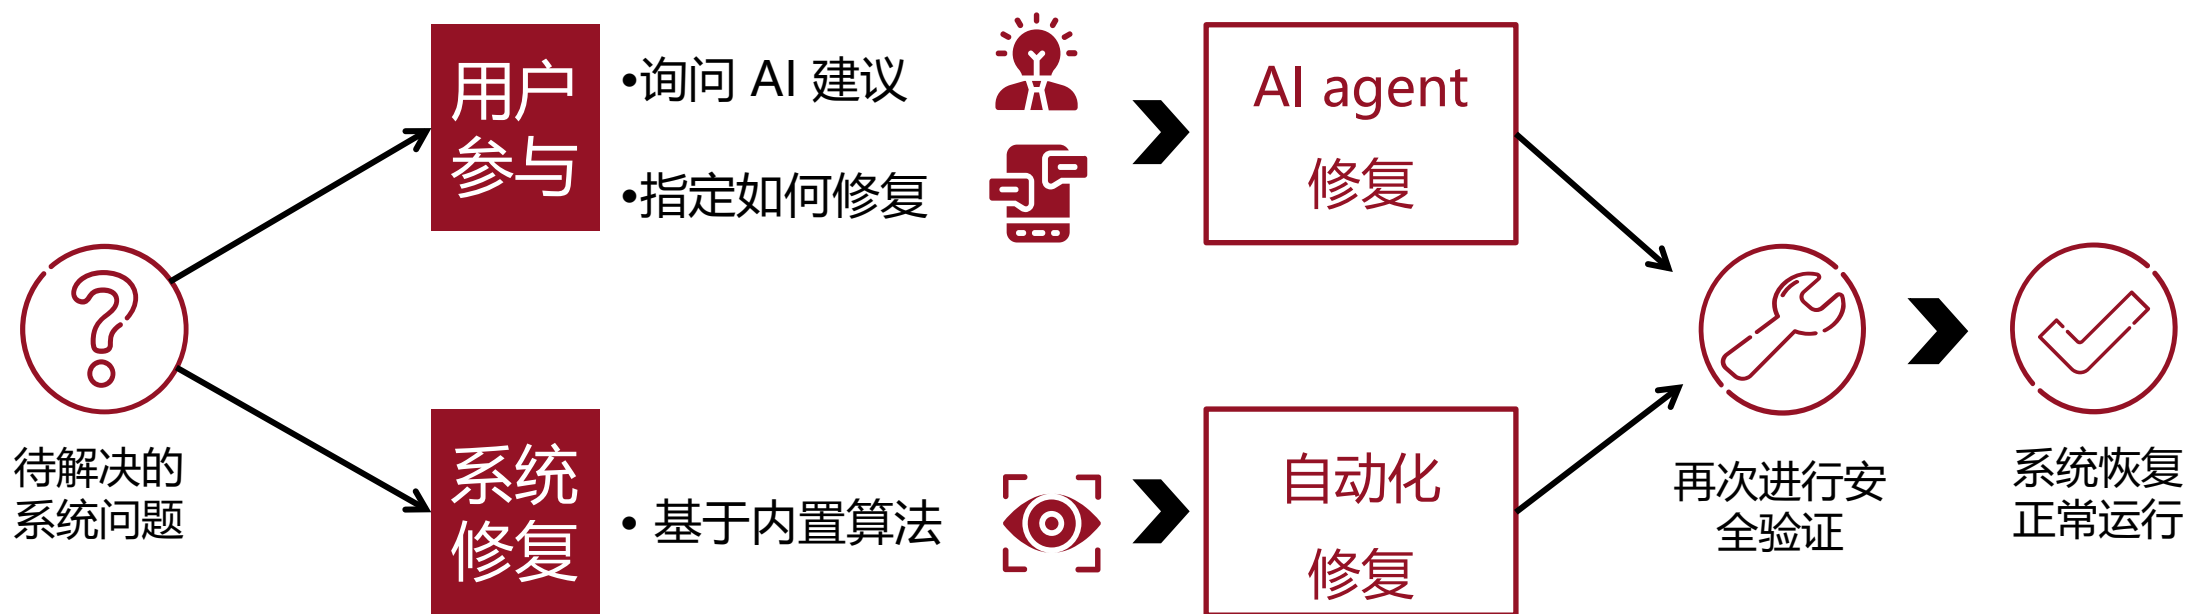 待解决的
系统问题
用户
参与
•询问 AI 建议
•指定如何修复
AI agent
修复
系统
修复
• 基于内置算法
自动化
修复
再次进行安
全验证
系统恢复
正常运行